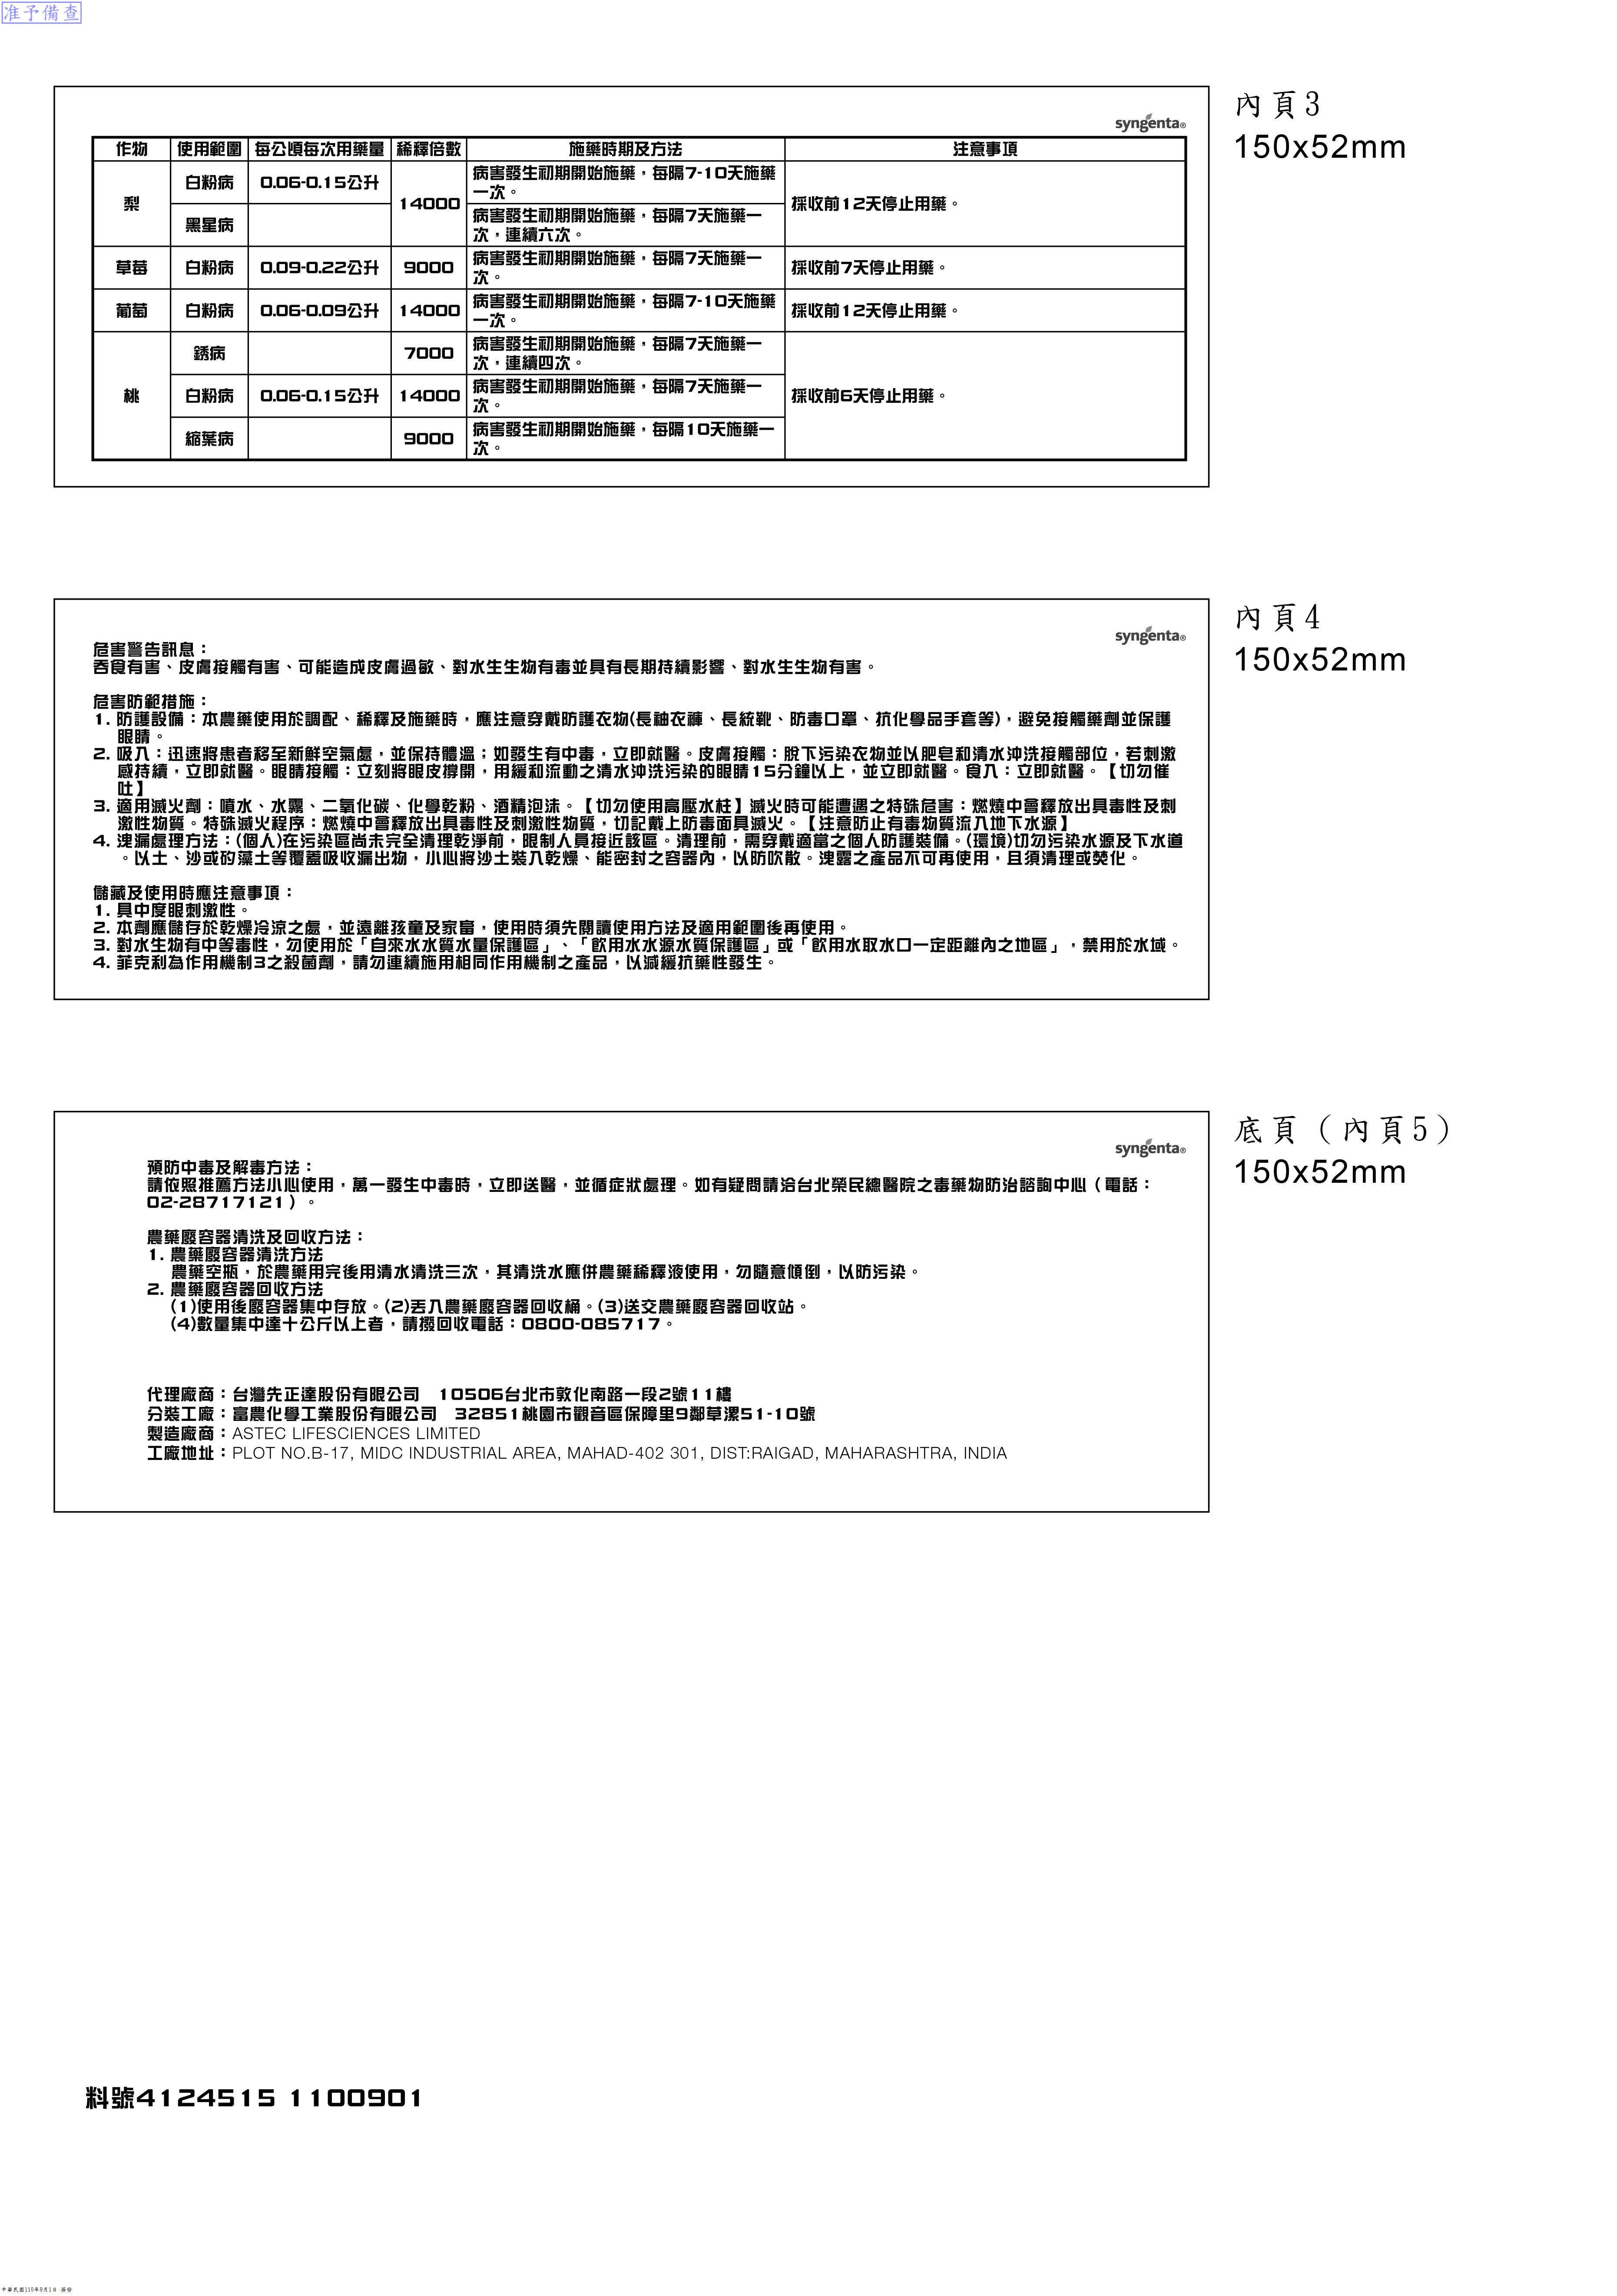 准予備查
內頁3
150x52mm
syngenta®
作物 使用範圍 每公頃每次用藥量 稀釋倍數 施藥時期及方法 注意事項
梨 白粉病 0.06-0.15公升 14000 病害發生初期開始施藥，每隔7-10天施藥
一次。 採收前12天停止用藥。
黑星病 病害發生初期開始施藥，每隔7天施藥一
次，連續六次。
草莓 白粉病 0.09-0.22公升 9000 病害發生初期開始施藥，每隔7天施藥一
次。 採收前7天停止用藥。
葡萄 白粉病 0.06-0.09公升 14000 病害發生初期開始施藥，每隔7-10天施藥
一次。 採收前12天停止用藥。
桃 銹病 7000 病害發生初期開始施藥，每隔7天施藥一
次，連續四次。 採收前6天停止用藥。
白粉病 0.06-0.15公升 14000 病害發生初期開始施藥，每隔7天施藥一
次。
縮葉病 9000 病害發生初期開始施藥，每隔10天施藥一
次。
內頁4
150x52mm
syngenta®
危害警告訊息：
吞食有害、皮膚接觸有害、可能造成皮膚過敏、對水生生物有毒並具有長期持續影響、對水生生物有害。
危害防範措施：
1. 防護設備：本農藥使用於調配、稀釋及施藥時，應注意穿戴防護衣物(長袖衣褲、長統靴、防毒口罩、抗化學品手套等)，避免接觸藥劑並保護
眼睛。
2. 吸入：迅速將患者移至新鮮空氣處，並保持體溫；如發生有中毒，立即就醫。皮膚接觸：脫下污染衣物並以肥皂和清水沖洗接觸部位，若刺激
感持續，立即就醫。眼睛接觸：立刻將眼皮撐開，用緩和流動之清水沖洗污染的眼睛15分鐘以上，並立即就醫。食入：立即就醫。【切勿催
吐】
3. 適用滅火劑：噴水、水霧、二氧化碳、化學乾粉、酒精泡沫。【切勿使用高壓水柱】滅火時可能遭遇之特殊危害：燃燒中會釋放出具毒性及刺
激性物質。特殊滅火程序：燃燒中會釋放出具毒性及刺激性物質，切記戴上防毒面具滅火。【注意防止有毒物質流入地下水源】
4. 洩漏處理方法：(個人)在污染區尚未完全清理乾淨前，限制人員接近該區。清理前，需穿戴適當之個人防護裝備。(環境)切勿污染水源及下水道
。以土、沙或矽藻土等覆蓋吸收漏出物，小心將沙土裝入乾燥、能密封之容器內，以防吹散。洩露之產品不可再使用，且須清理或焚化。
儲藏及使用時應注意事項：
1. 具中度眼刺激性。
2. 本劑應儲存於乾燥冷涼之處，並遠離孩童及家畜，使用時須先閱讀使用方法及適用範圍後再使用。
3. 對水生物有中等毒性，勿使用於「自來水水質水量保護區」、「飲用水水源水質保護區」或「飲用水取水口一定距離內之地區」，禁用於水域。
4. 菲克利為作用機制3之殺菌劑，請勿連續施用相同作用機制之產品，以減緩抗藥性發生。
底頁（內頁5）
150x52mm
syngenta®
預防中毒及解毒方法：
請依照推薦方法小心使用，萬一發生中毒時，立即送醫，並循症狀處理。如有疑問請洽台北榮民總醫院之毒藥物防治諮詢中心（電話：
02-28717121）。
農藥廢容器清洗及回收方法：
1. 農藥廢容器清洗方法
農藥空瓶，於農藥用完後用清水清洗三次，其清洗水應併農藥稀釋液使用，勿隨意傾倒，以防污染。
2. 農藥廢容器回收方法
(1)使用後廢容器集中存放。(2)丟入農藥廢容器回收桶。(3)送交農藥廢容器回收站。
(4)數量集中達十公斤以上者，請撥回收電話：0800-085717。
代理廠商：台灣先正達股份有限公司 10506台北市敦化南路一段2號11樓
分裝工廠：富農化學工業股份有限公司 32851桃園市觀音區保障里9鄰草漯51-10號
製造廠商：ASTEC LIFESCIENCES LIMITED
工廠地址：PLOT NO.B-17, MIDC INDUSTRIAL AREA, MAHAD-402 301, DIST:RAIGAD, MAHARASHTRA, INDIA
料號4124515 1100901
中華民國110年9月1日 簽發